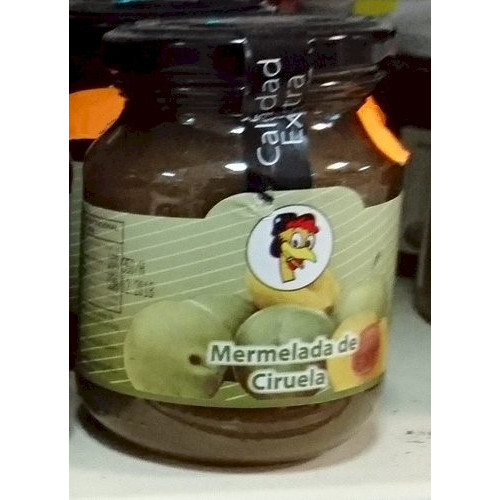 Calidad
Extra
Mermelada de
Ciruela